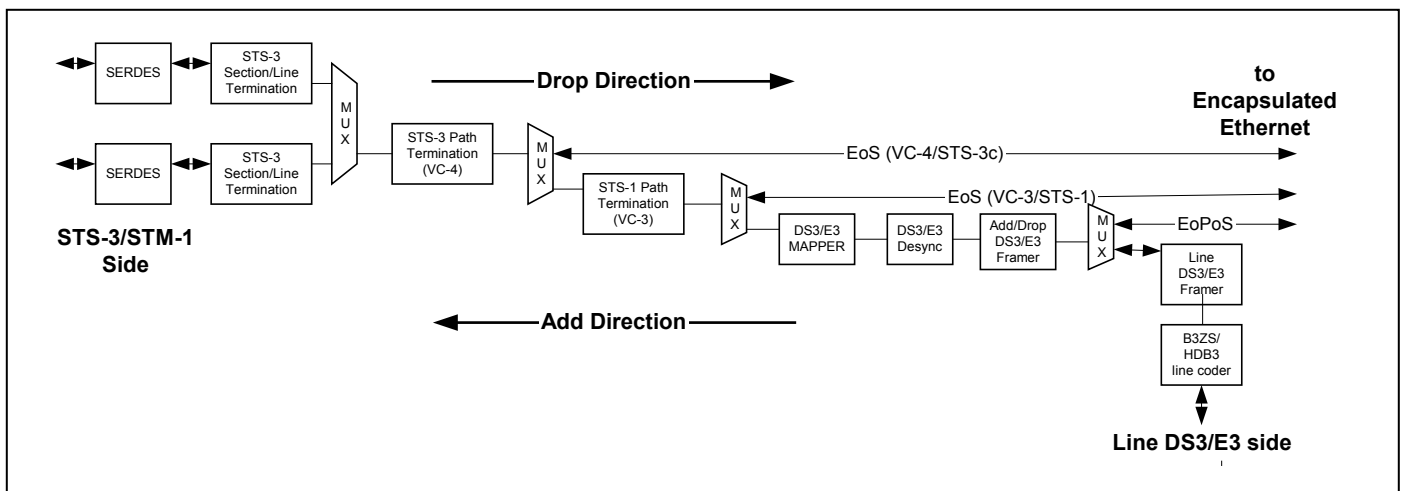 SERDES
STS-3
Section/Line
Termination
M
U
X
Drop Direction
to
Encapsulated
Ethernet
SERDES
STS-3
Section/Line
Termination
STS-3 Path
Termination
(VC-4)
M
U
X
EoS (VC-4/STS-3c)
STS-1 Path
Termination
(VC-3)
M
U
X
EoS (VC-3/STS-1)
DS3/E3
MAPPER
DS3/E3
Desync
Add/Drop
DS3/E3
Framer
M
U
X
EoPoS
STS-3/STM-1
Side
Line
DS3/E3
Framer
Add Direction
B3ZS/
HDB3
line coder
Line DS3/E3 side